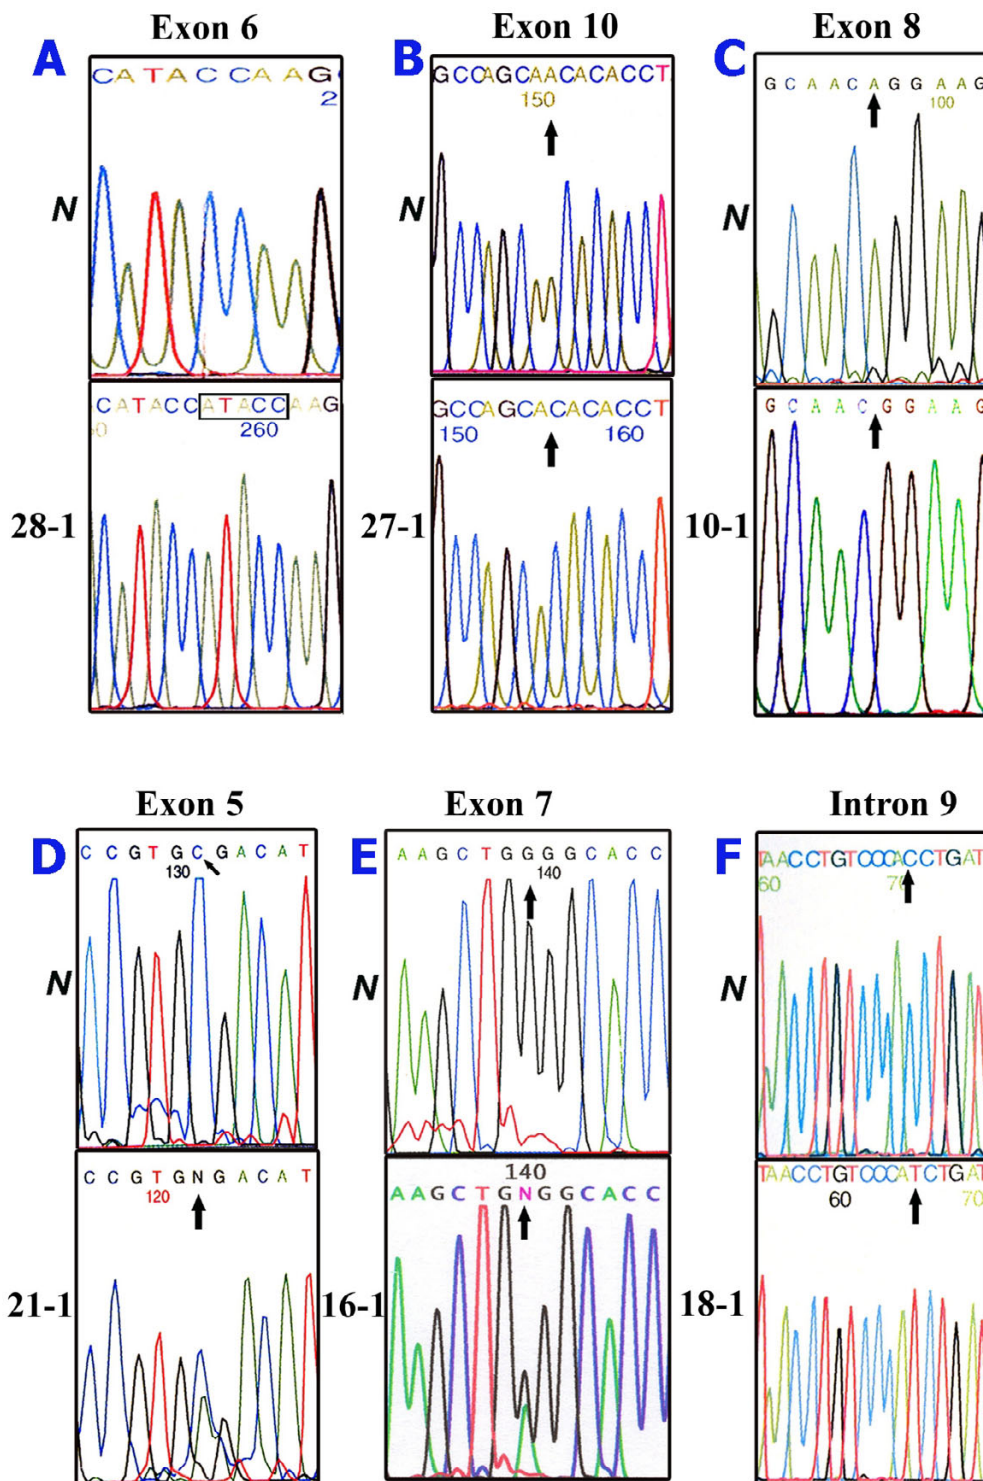 Exon 6
A
CATACCAAG
2
N
CATACCATACCAAG
260
28-1
Exon 10
B
GCCAGCAACACACCT
150
N
GCCAGCACACACCT
150 160
27-1
Exon 8
C
GCAACAGGAAG
100
N
GCAACGGAAG
10-1
Exon 5
D
CCGTGCGACAT
130
N
CCGTGNGACAT
120
21-1
Exon 7
E
AAGCTGGGGCACC
140
N
140
AAGCTGNGGCACC
16-1
Intron 9
F
TAACCTGTCCCACCTGAT
60 70
N
TAACCTGTCCCATCTGAT
60 70
18-1